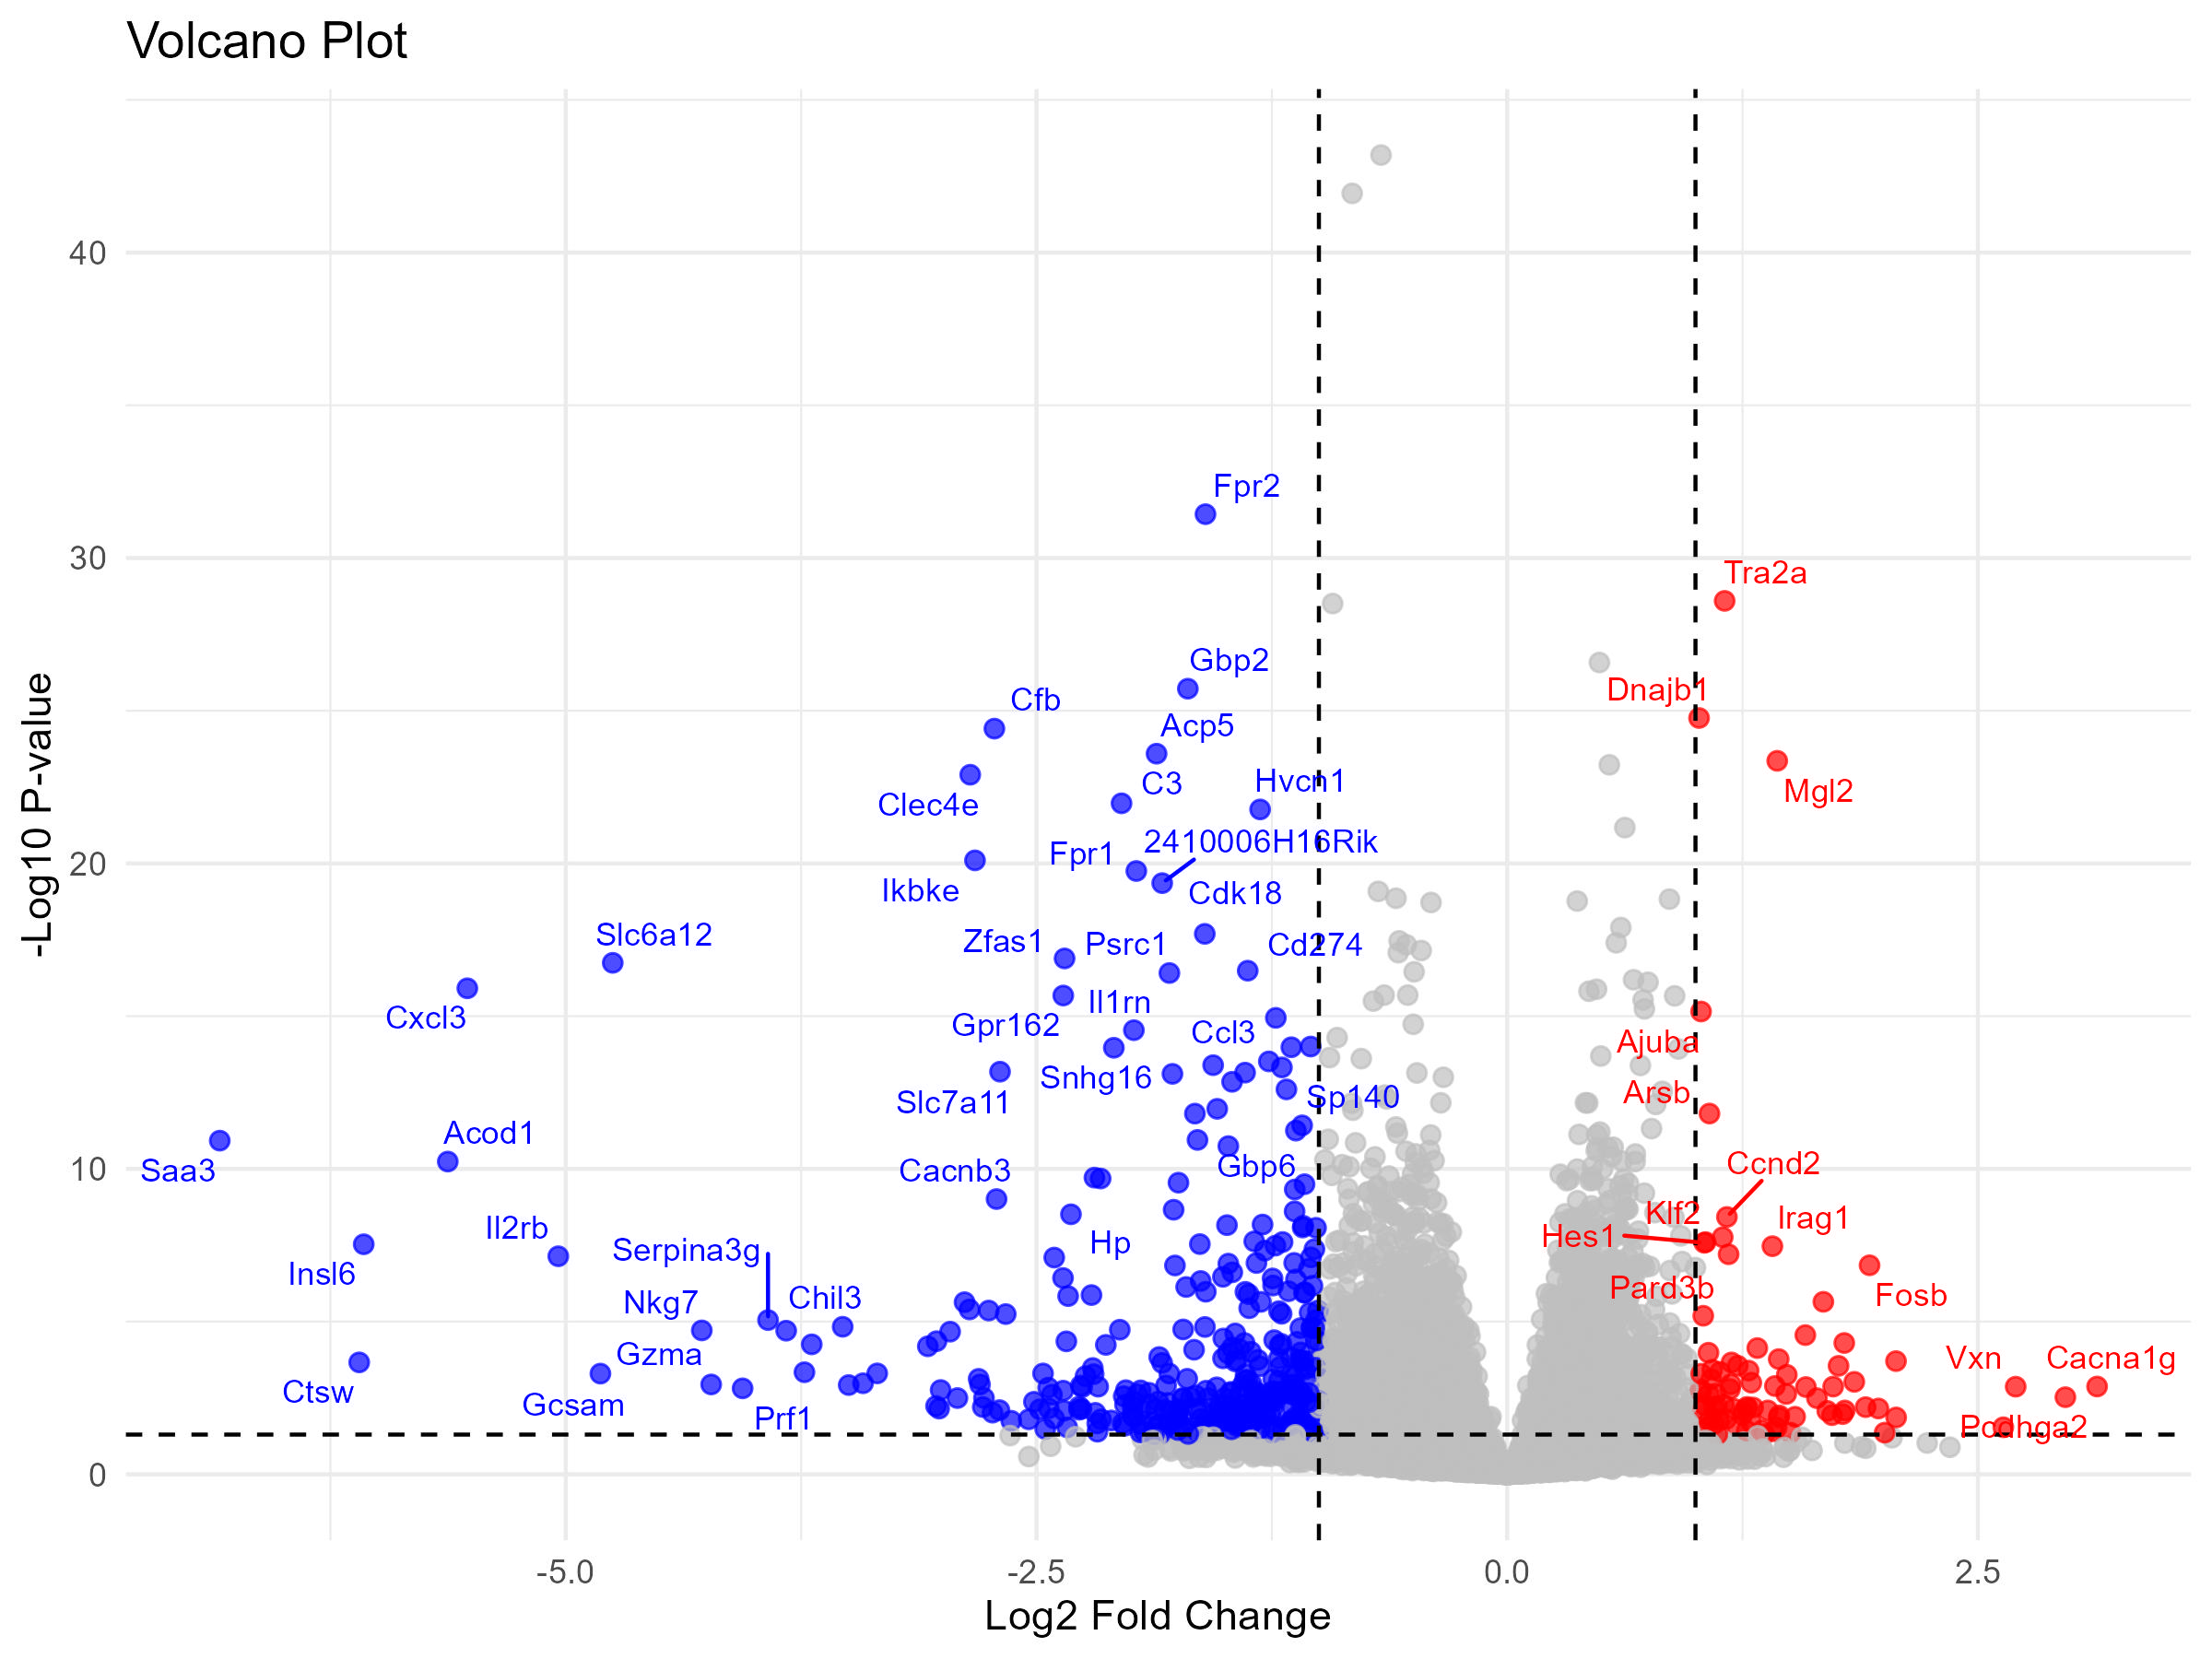 Volcano Plot
40
30
20
10
0
-Log10 P-value
Fpr2
Tra2a
Gbp2
Cfb
Dnajb1
Acp5
C3
Hvcn1
Mgl2
Clec4e
2410006H16Rik
Fpr1
Ikbke
Cdk18
Slc6a12
Zfas1
Psrc1
Cd274
Cxcl3
Il1rn
Gpr162
Ccl3
Ajuba
Snhg16
Slc7a11
Sp140
Arsb
Acod1
Saa3
Cacnb3
Gbp6
Ccnd2
Klf2
Irag1
Il2rb
Hp
Hes1
Serpina3g
Insl6
Nkg7
Chil3
Pard3b
Fosb
Gzma
Vxn
Cacna1g
Ctsw
Gcsam
Prf1
Pcdhga2
-5.0
-2.5
0.0
2.5
Log2 Fold Change